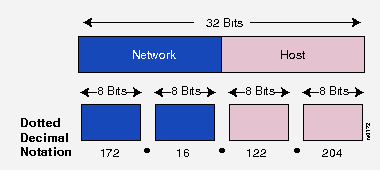 32 Bits
Network Host
8 Bits 8 Bits 8 Bits 8 Bits
Dotted
Decimal
Notation 172 • 16 • 122 • 204